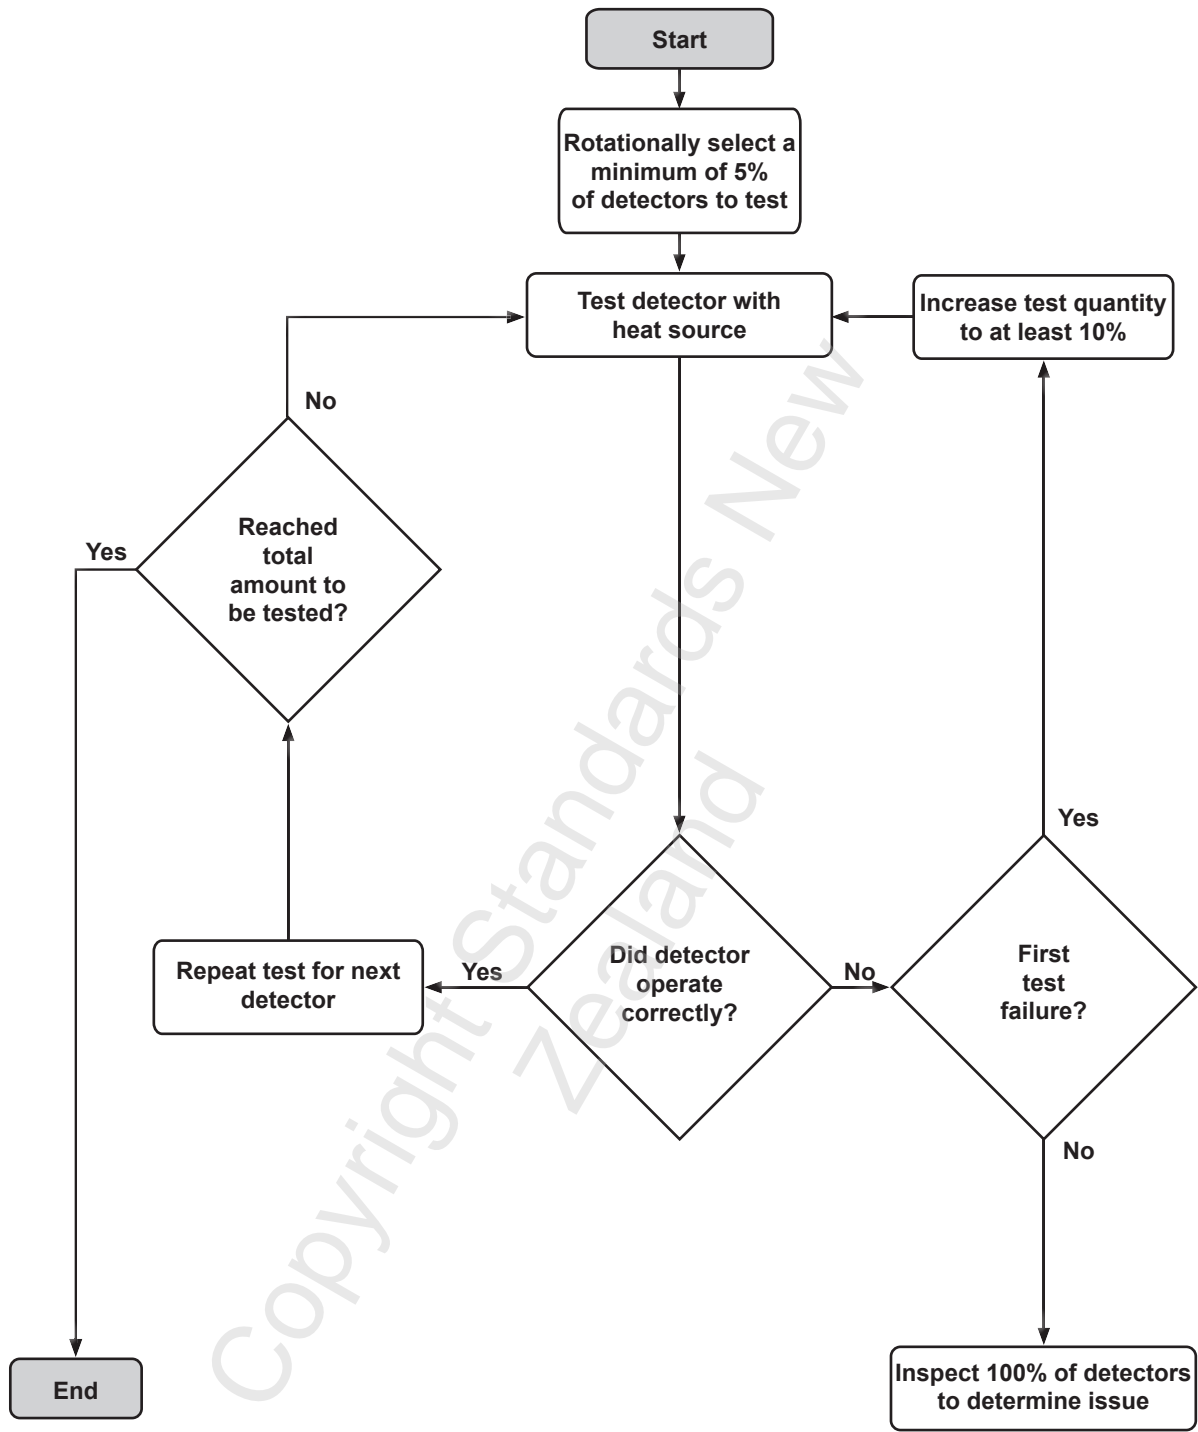 Start
Rotationally select a
minimum of 5%
of detectors to test
Test detector with
heat source
Increase test quantity
to at least 10%
No
Reached
total
amount to
be tested?
Yes
Yes
Repeat test for next
detector
Yes
Did detector
operate
correctly?
No
First
test
failure?
No
Inspect 100% of detectors
to determine issue
End
Copyright Standards New
Zealand